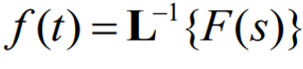 f(t) = L⁻¹{F(s)}